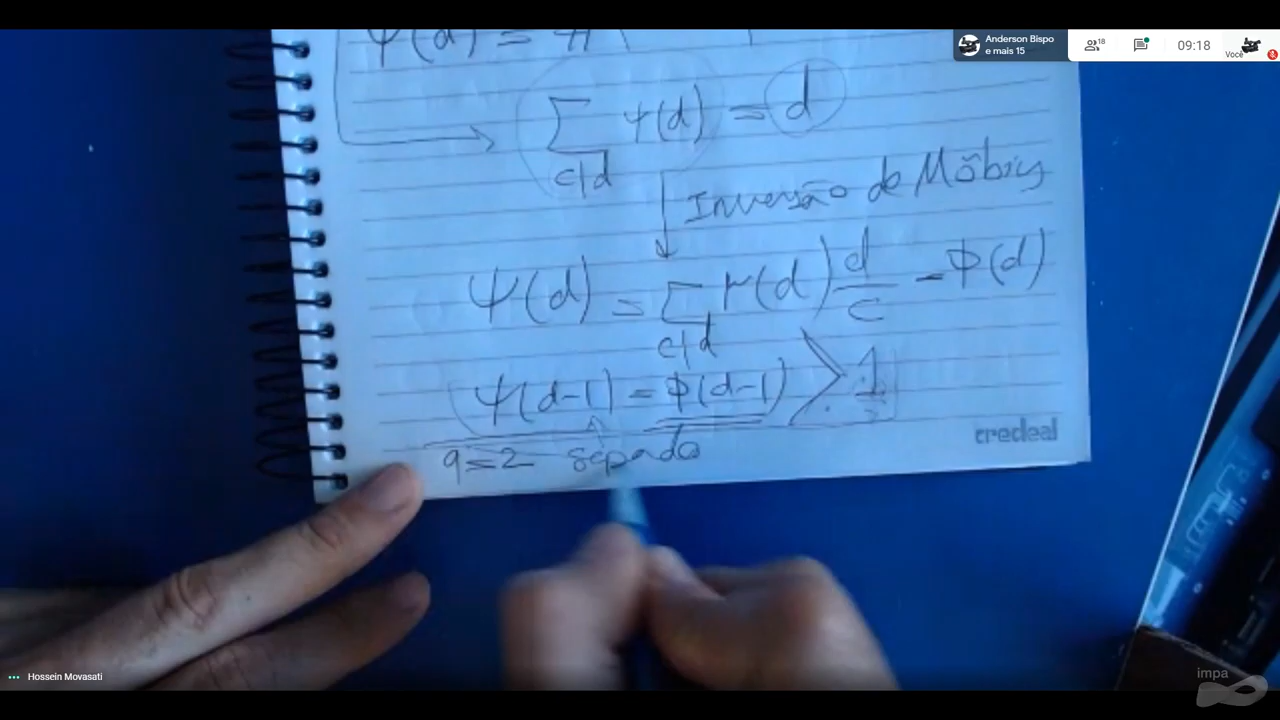 Anderson Bispo
e mais 15
18
09:18
Você
ψ(d) = #
∑ ψ(d) = d
c|d
Inversão de Möbius
ψ(d) = ∑ μ(d) d/c = Φ(d)
c|d
ψ(d-1) = Φ(d-1) > 1
credeal
q=2 separado
Hossein Movasati
impa